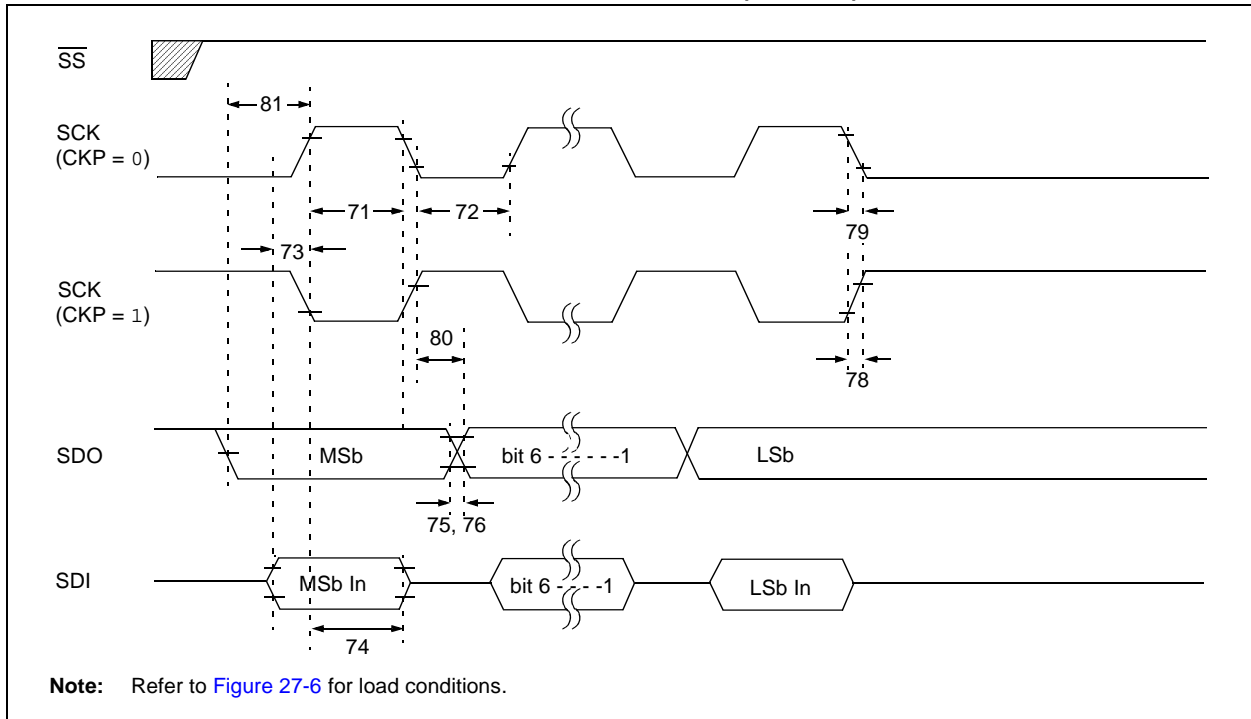 SS
81
SCK
(CKP = 0)
71
72
79
73
SCK
(CKP = 1)
80
78
SDO
MSb
bit 6 - - - - - - -1
LSb
75, 76
SDI
MSb In
bit 6 - - - - -1
LSb In
74
Note: Refer to Figure 27-6 for load conditions.